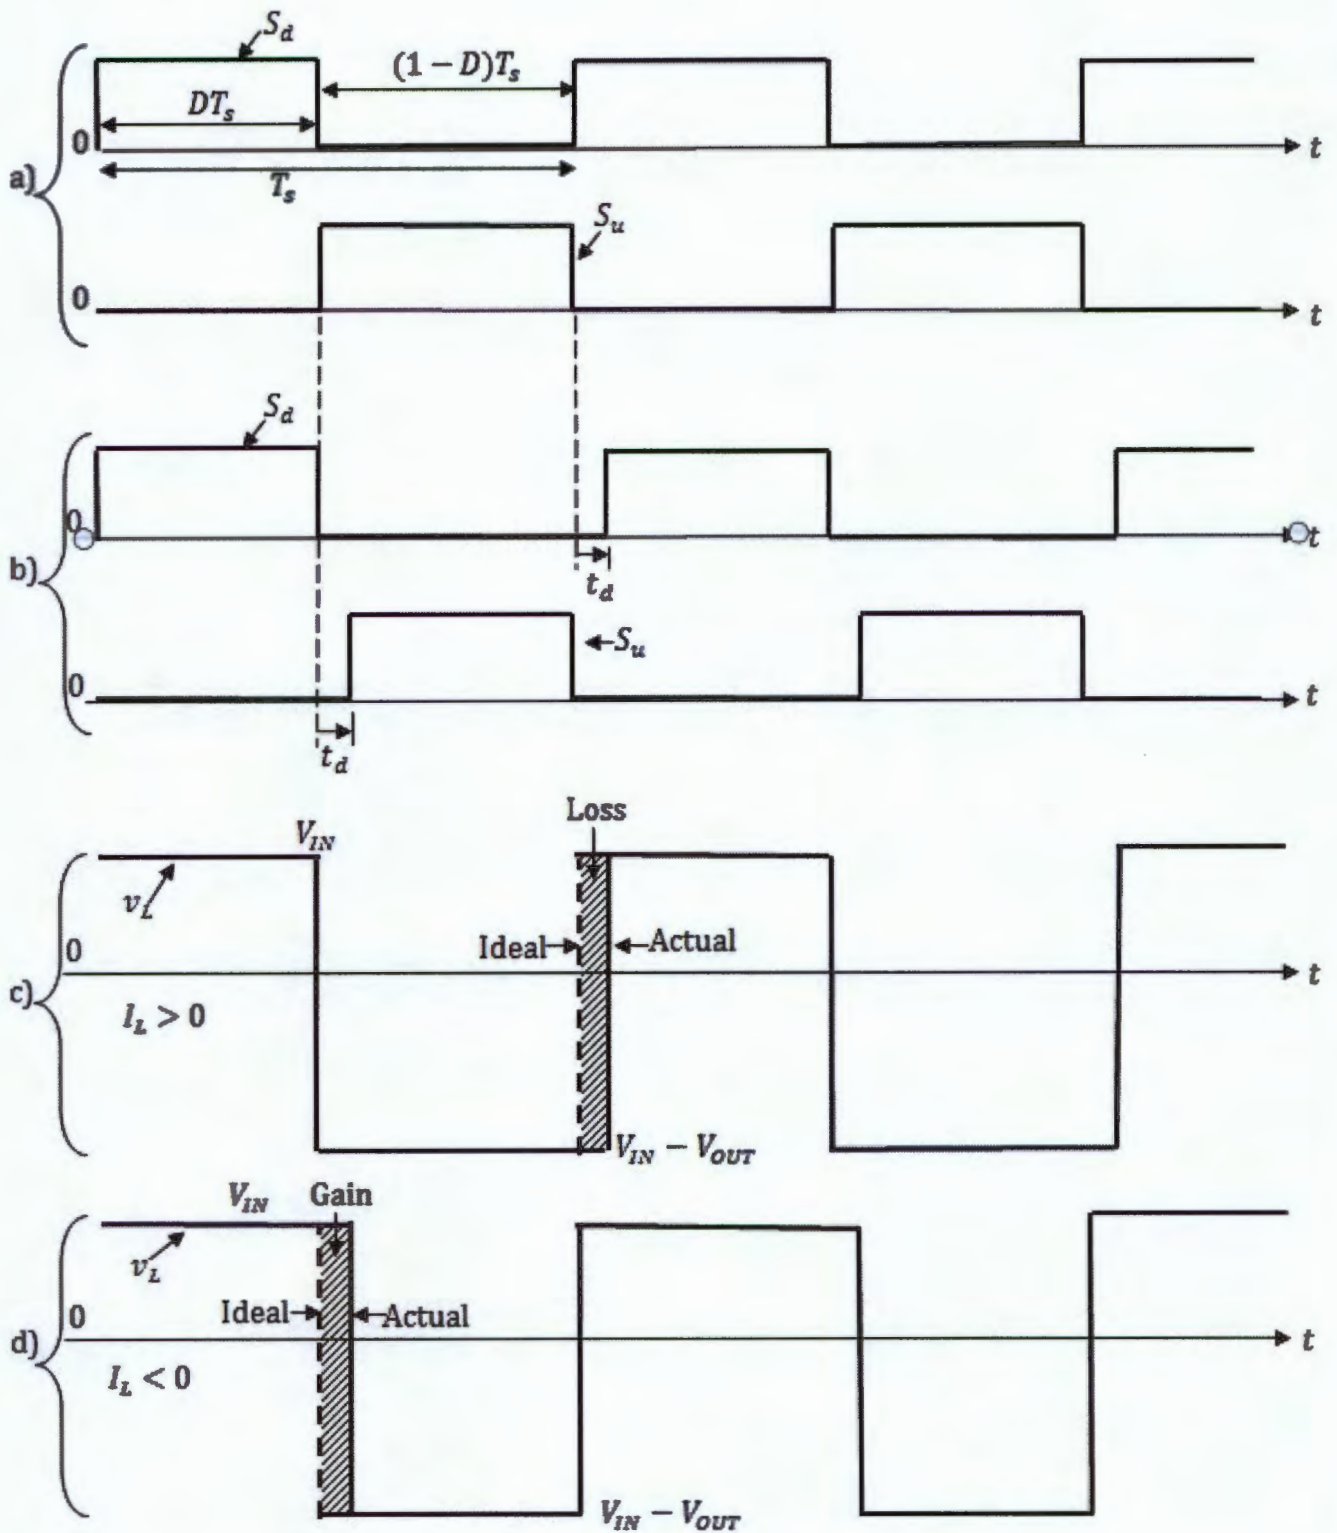 a)
S_d
(1 − D)T_s
DT_s
0
t
T_s
S_u
0
t
b)
S_d
0
t
t_d
S_u
0
t
t_d
c)
Loss
V_IN
v_L
0
Ideal
Actual
t
I_L > 0
V_IN − V_OUT
d)
V_IN
Gain
v_L
0
Ideal
Actual
t
I_L < 0
V_IN − V_OUT